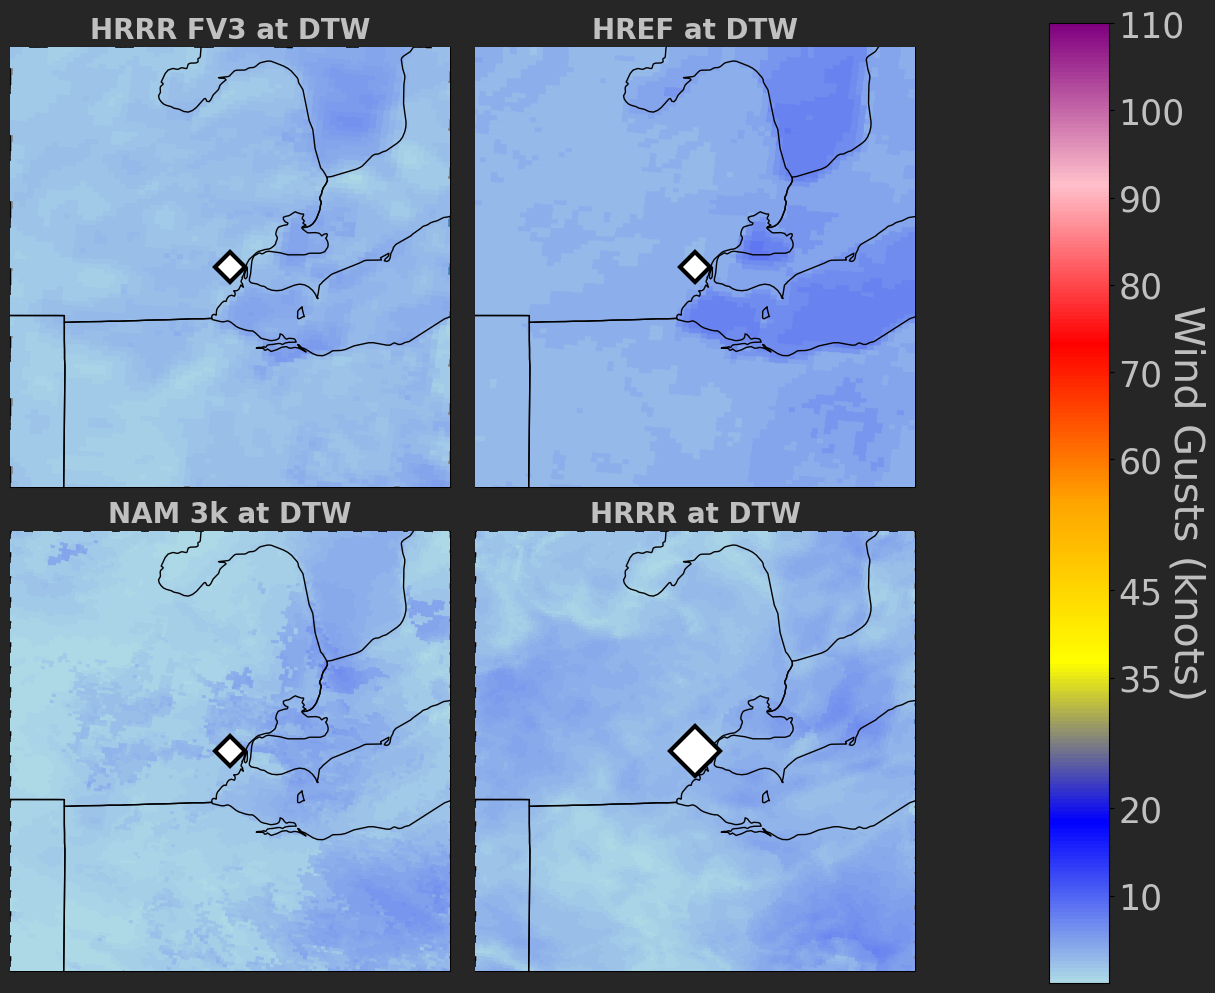 HRRR FV3 at DTW
HREF at DTW
NAM 3k at DTW
HRRR at DTW
110
100
90
80
70
60
45
35
20
10
Wind Gusts (knots)